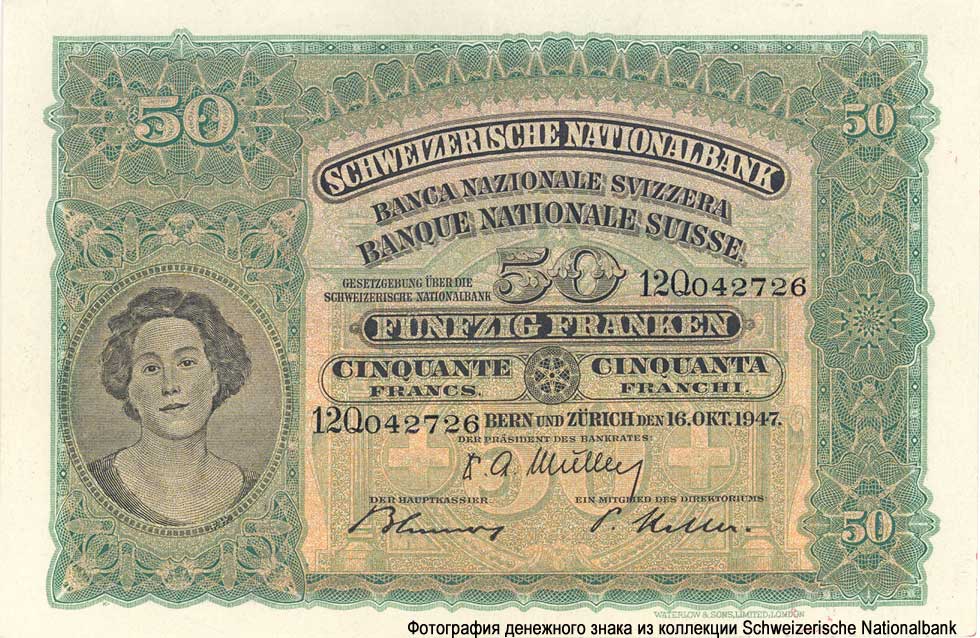 50
50
SCHWEIZERISCHE NATIONALBANK
BANCA NAZIONALE SVIZZERA
BANQUE NATIONALE SUISSE.
GESETZGEBUNG ÜBER DIE
SCHWEIZERISCHE NATIONALBANK
50
12Q042726
FÜNFZIG FRANKEN
CINQUANTE
FRANCS.
CINQUANTA
FRANCHI.
12Q042726 BERN UND ZÜRICH DEN 16. OKT. 1947.
DER PRÄSIDENT DES BANKRATES:
DER HAUPTKASSIER
EIN MITGLIED DES DIREKTORIUMS
50
50
WATERLOW & SONS, LIMITED, LONDON
Фотография денежного знака из коллекции Schweizerische Nationalbank